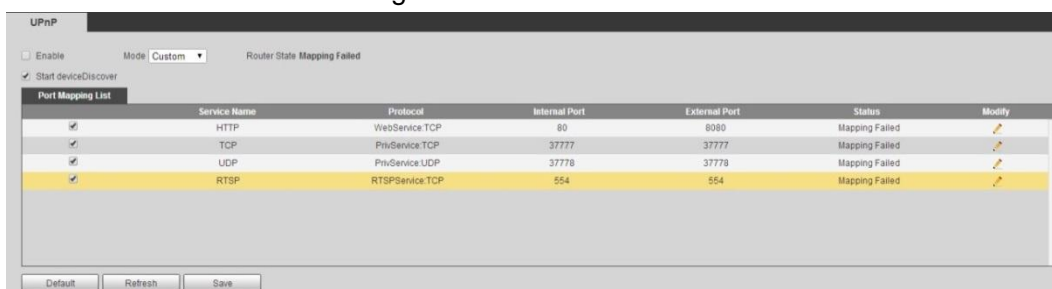 UPnP
Enable Mode Custom Router State Mapping Failed
Start deviceDiscover
Port Mapping List
Service Name Protocol Internal Port External Port Status Modify
HTTP WebService:TCP 80 8080 Mapping Failed
TCP PrivService:TCP 37777 37777 Mapping Failed
UDP PrivService:UDP 37778 37778 Mapping Failed
RTSP RTSPService:TCP 554 554 Mapping Failed
Default Refresh Save